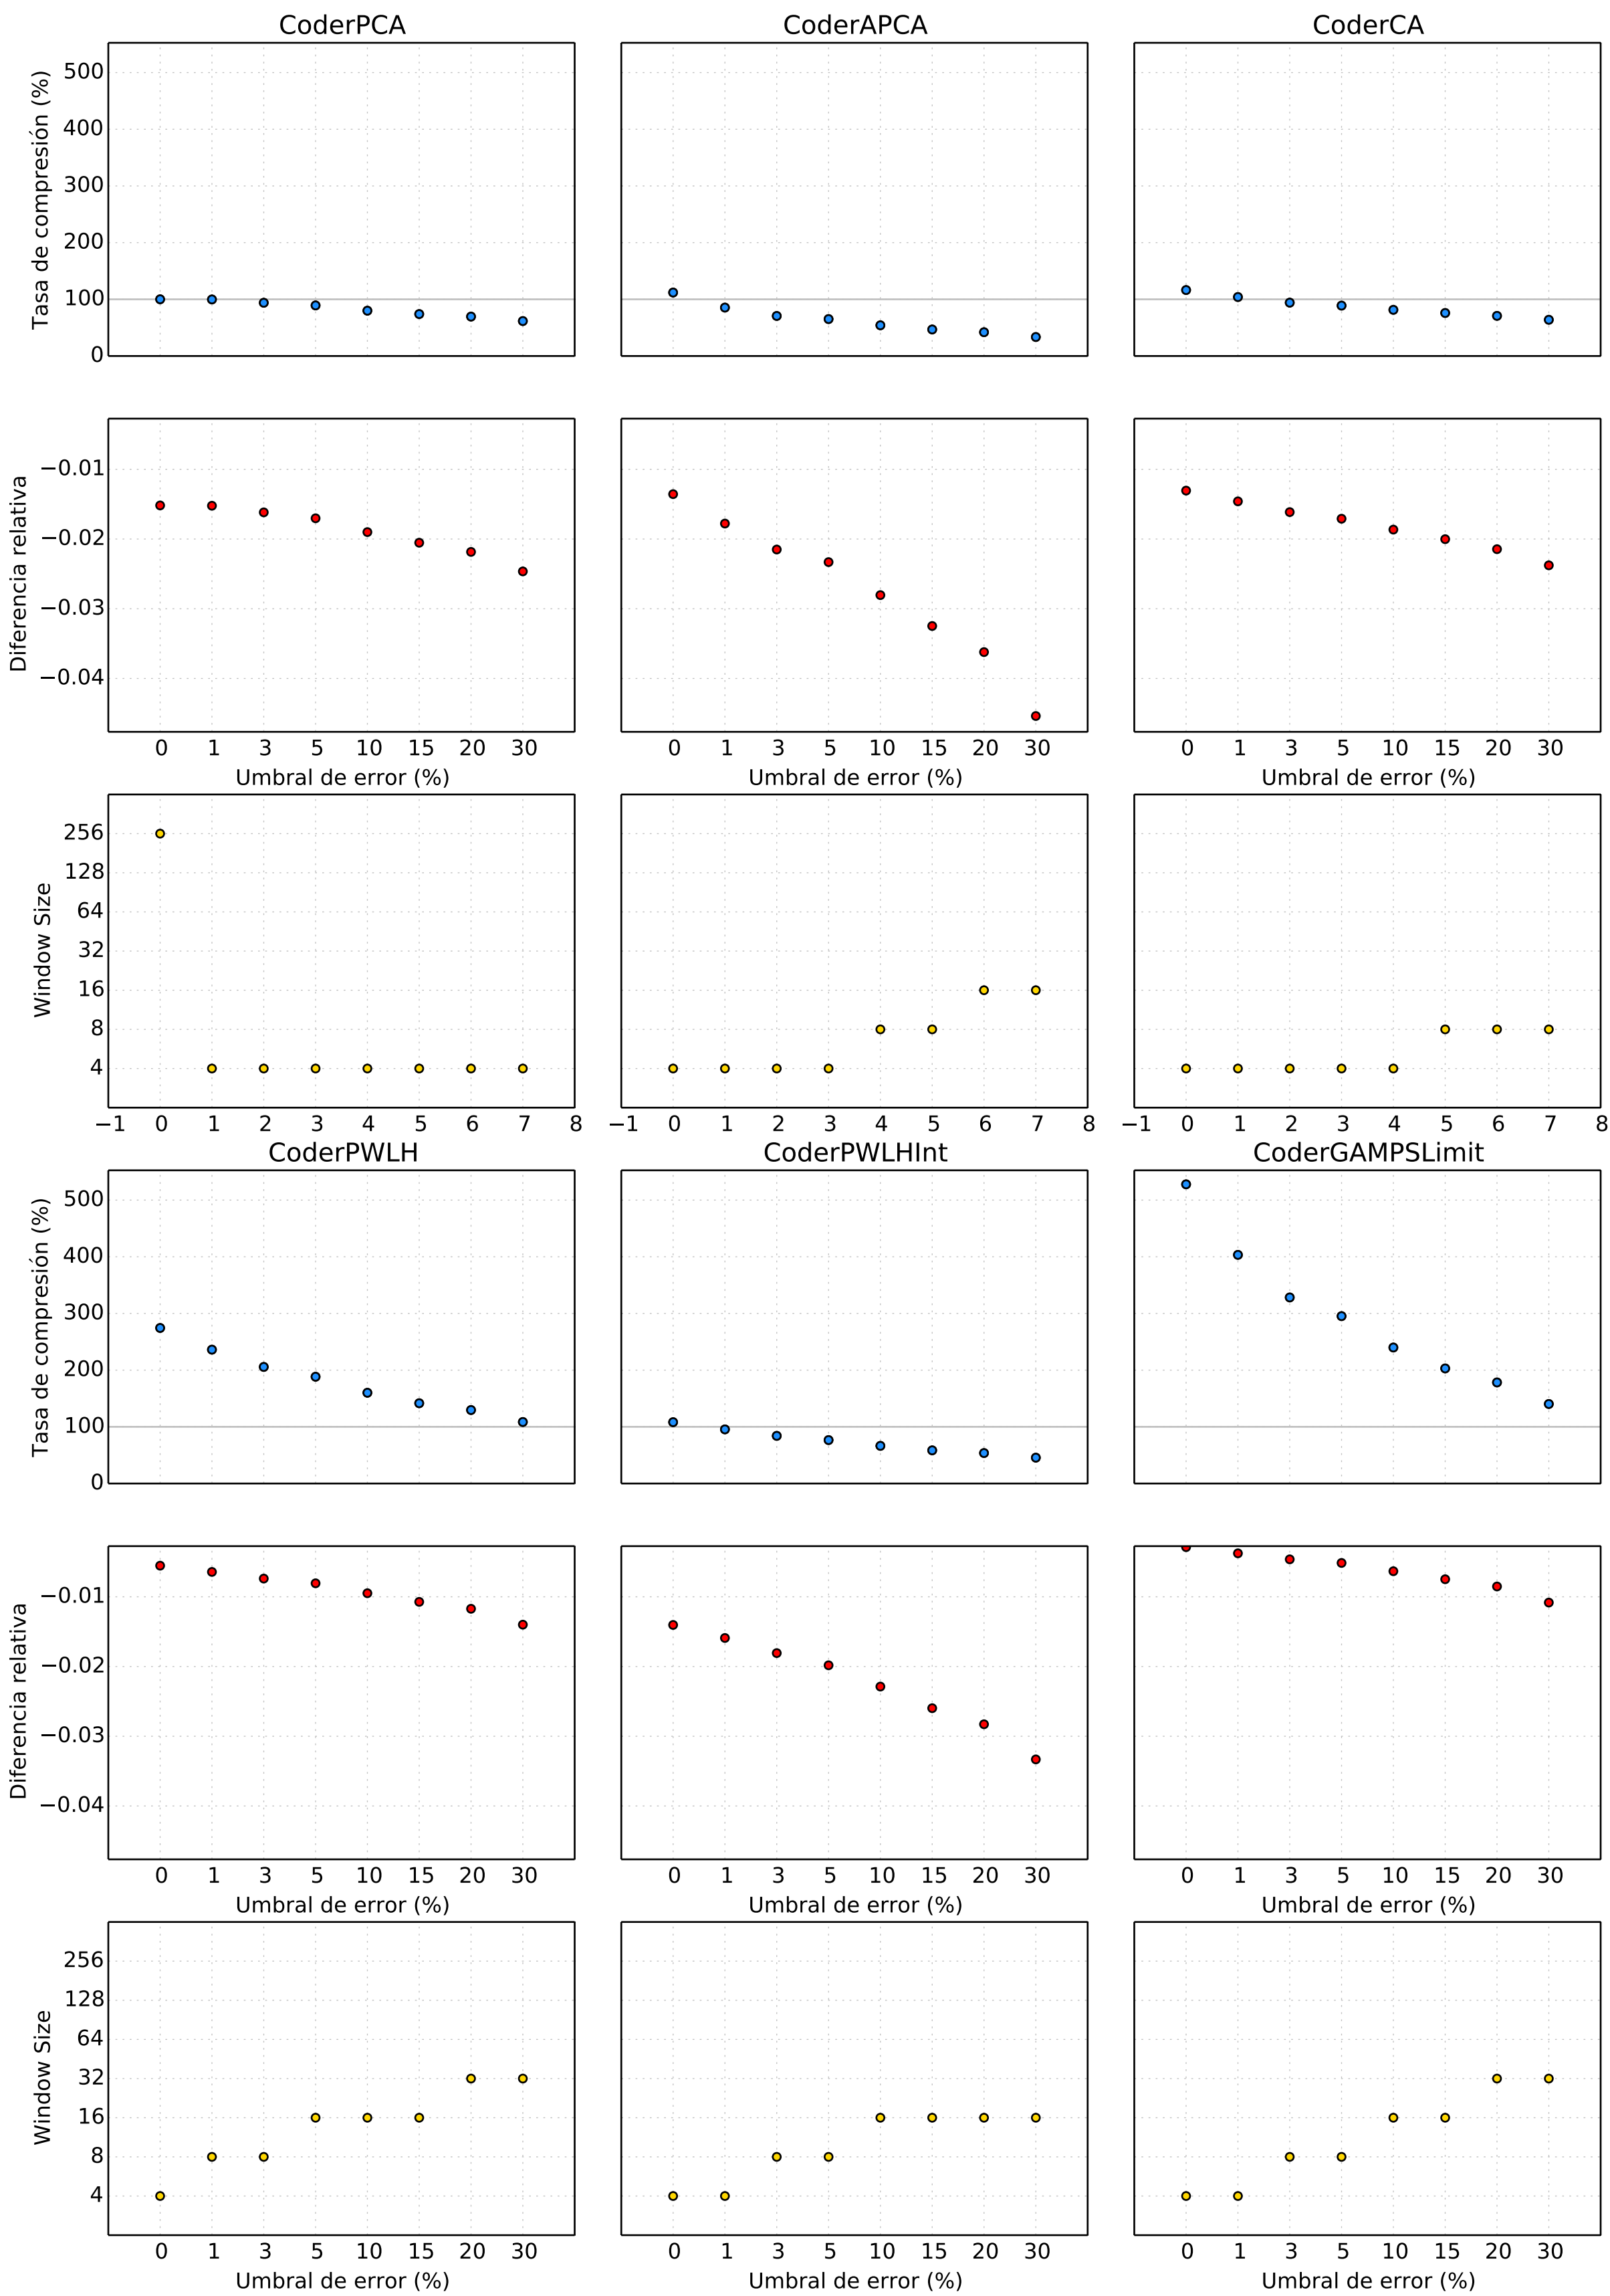 CoderPCA CoderAPCA CoderCA
Tasa de compresión (%)
500
400
300
200
100
0
Diferencia relativa
−0.01
−0.02
−0.03
−0.04
0 1 3 5 10 15 20 30 0 1 3 5 10 15 20 30 0 1 3 5 10 15 20 30
Umbral de error (%) Umbral de error (%) Umbral de error (%)
Window Size
256
128
64
32
16
8
4
−1 0 1 2 3 4 5 6 7 8 −1 0 1 2 3 4 5 6 7 8 −1 0 1 2 3 4 5 6 7 8
CoderPWLH CoderPWLHInt CoderGAMPSLimit
Tasa de compresión (%)
500
400
300
200
100
0
Diferencia relativa
−0.01
−0.02
−0.03
−0.04
0 1 3 5 10 15 20 30 0 1 3 5 10 15 20 30 0 1 3 5 10 15 20 30
Umbral de error (%) Umbral de error (%) Umbral de error (%)
Window Size
256
128
64
32
16
8
4
0 1 3 5 10 15 20 30 0 1 3 5 10 15 20 30 0 1 3 5 10 15 20 30
Umbral de error (%) Umbral de error (%) Umbral de error (%)